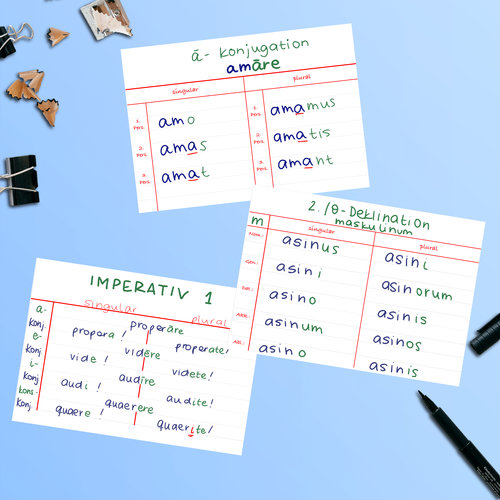 ā- Konjugation
amāre
singular plural
1. Pers. amo amamus
2. Pers. amas amatis
3. Pers. amat amant
2./o-Deklination
m maskulinum
singular plural
Nom. asinus asini
Gen. asini asinorum
Dat. asino asinis
Akk. asinum asinos
asino asinis
IMPERATIV 1
singular plural
ā-Konj. propera! properāre properate!
e-Konj vide! vidēre videte!
i-Konj audi! audīre audite!
kons. Konj quaere! quaerere quaerite!